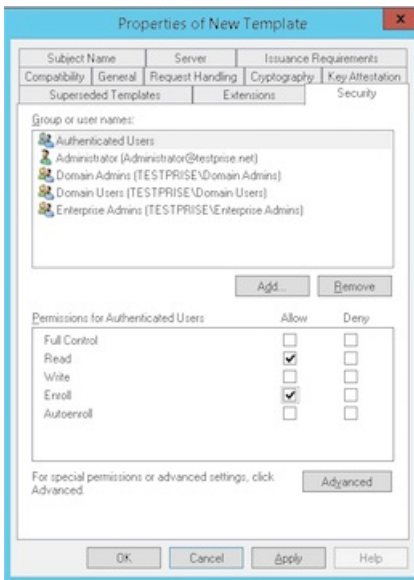 Properties of New Template
x
Subject Name Server Issuance Requirements
Compatibility General Request Handling Cryptography Key Attestation
Superseded Templates Extensions Security
Group or user names:
Authenticated Users
Administrator (Administrator@testprise.net)
Domain Admins (TESTPRISE\Domain Admins)
Domain Users (TESTPRISE\Domain Users)
Enterprise Admins (TESTPRISE\Enterprise Admins)
Add... Remove
Permissions for Authenticated Users Allow Deny
Full Control
Read
Write
Enroll
Autoenroll
For special permissions or advanced settings, click
Advanced.
Advanced
OK Cancel Apply Help